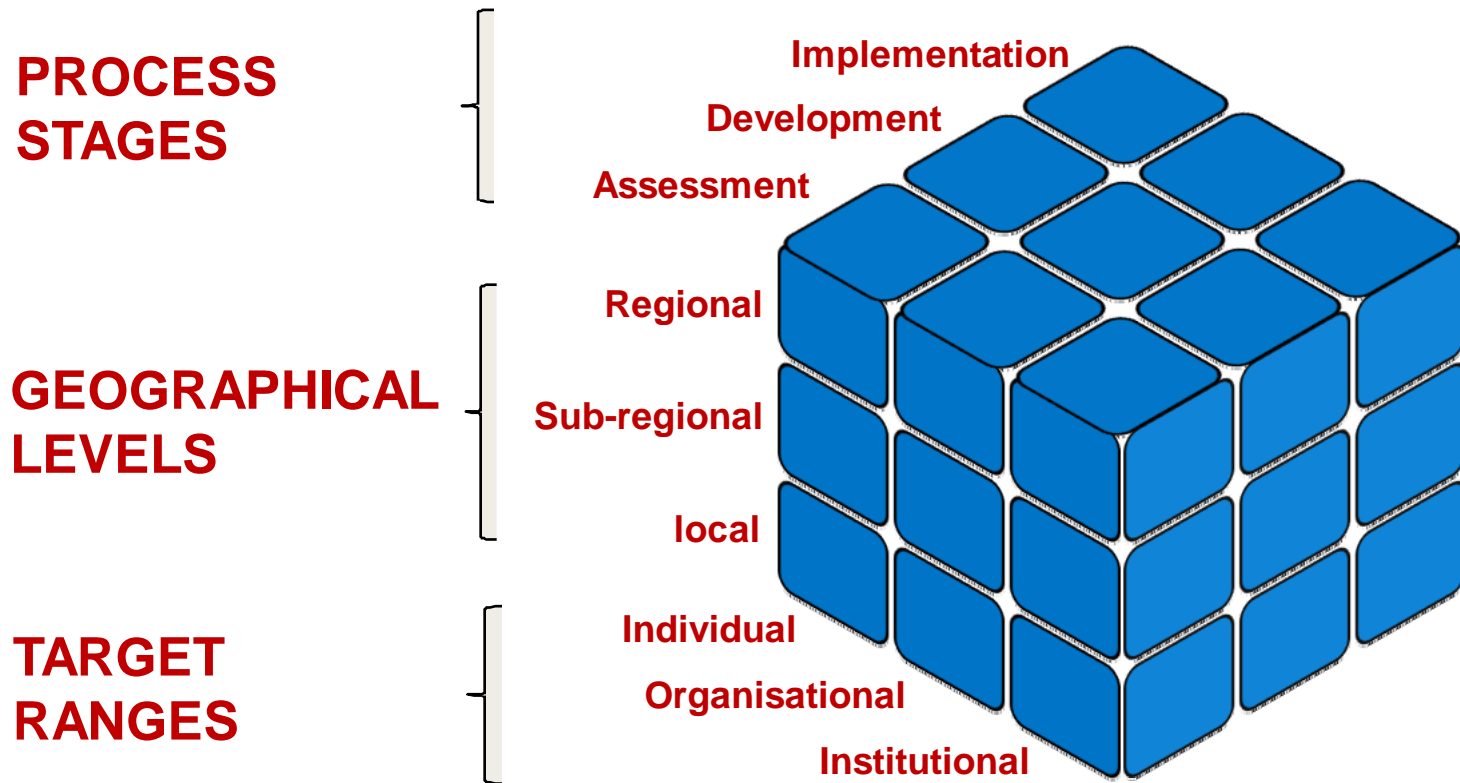 PROCESS
STAGES
Implementation
Development
Assessment
GEOGRAPHICAL
LEVELS
Regional
Sub-regional
local
TARGET
RANGES
Individual
Organisational
Institutional